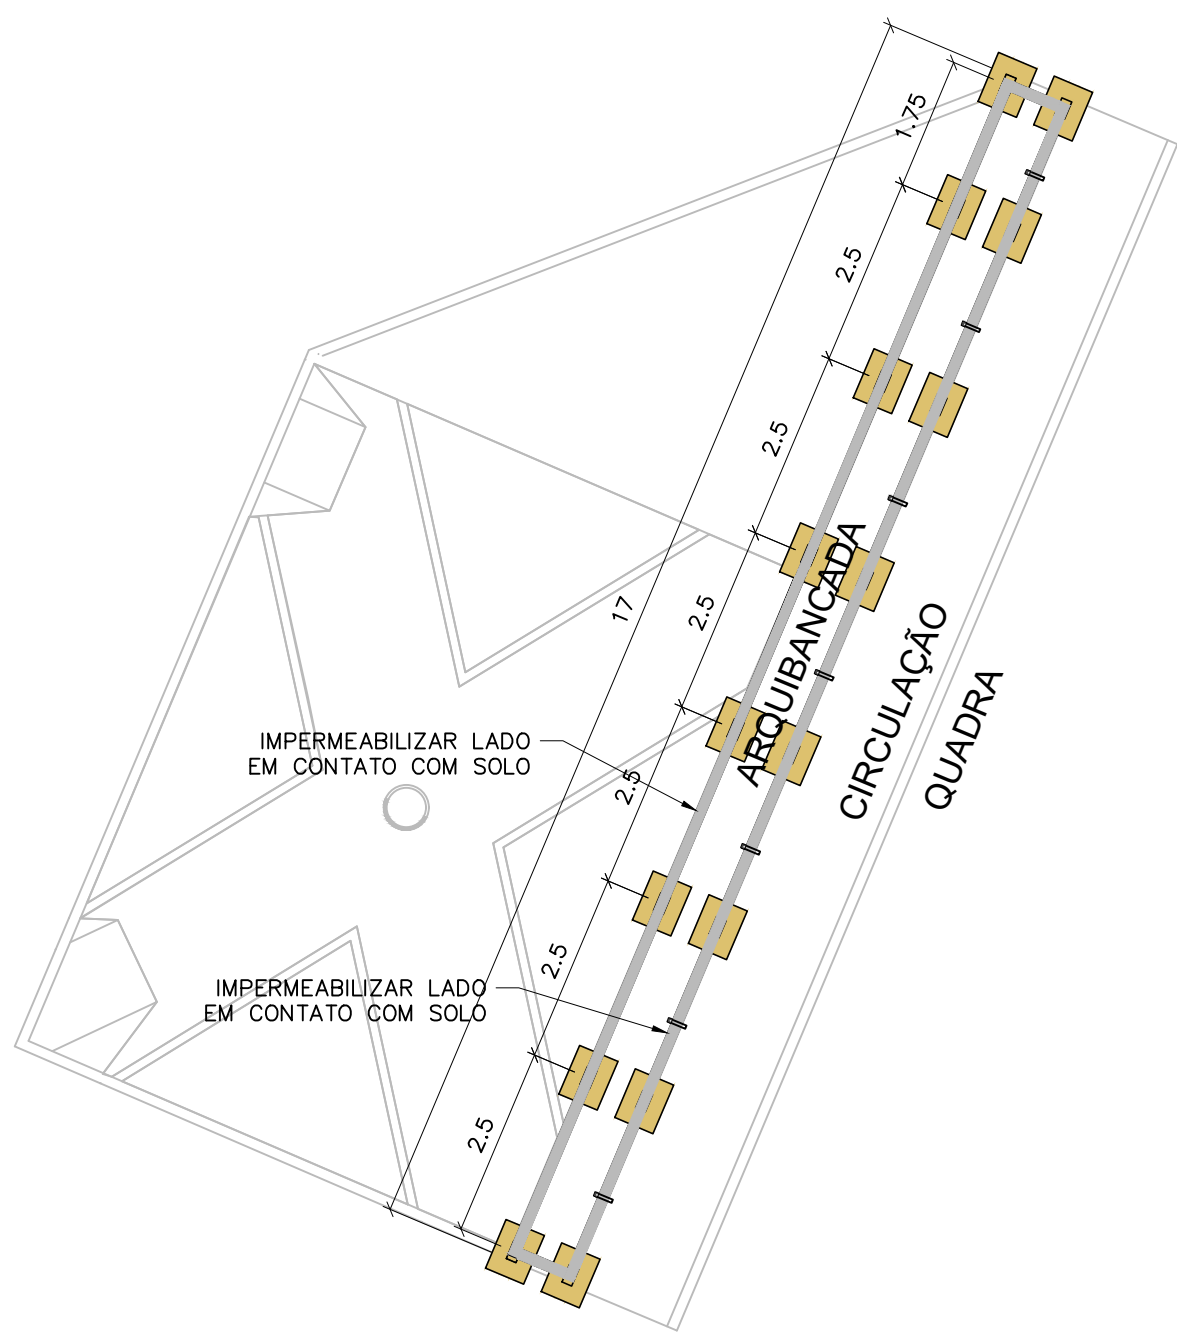 1.75
2.5
2.5
2.5
17
2.5
2.5
2.5
ARQUIBANCADA
CIRCULAÇÃO
QUADRA
IMPERMEABILIZAR LADO
EM CONTATO COM SOLO
IMPERMEABILIZAR LADO
EM CONTATO COM SOLO